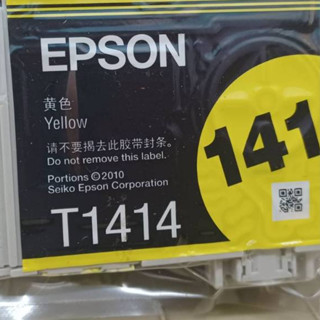 EPSON
黄色
Yellow
141
请不要揭去此胶带封条。
Do not remove this label.
Portions ©2010
Seiko Epson Corporation
T1414